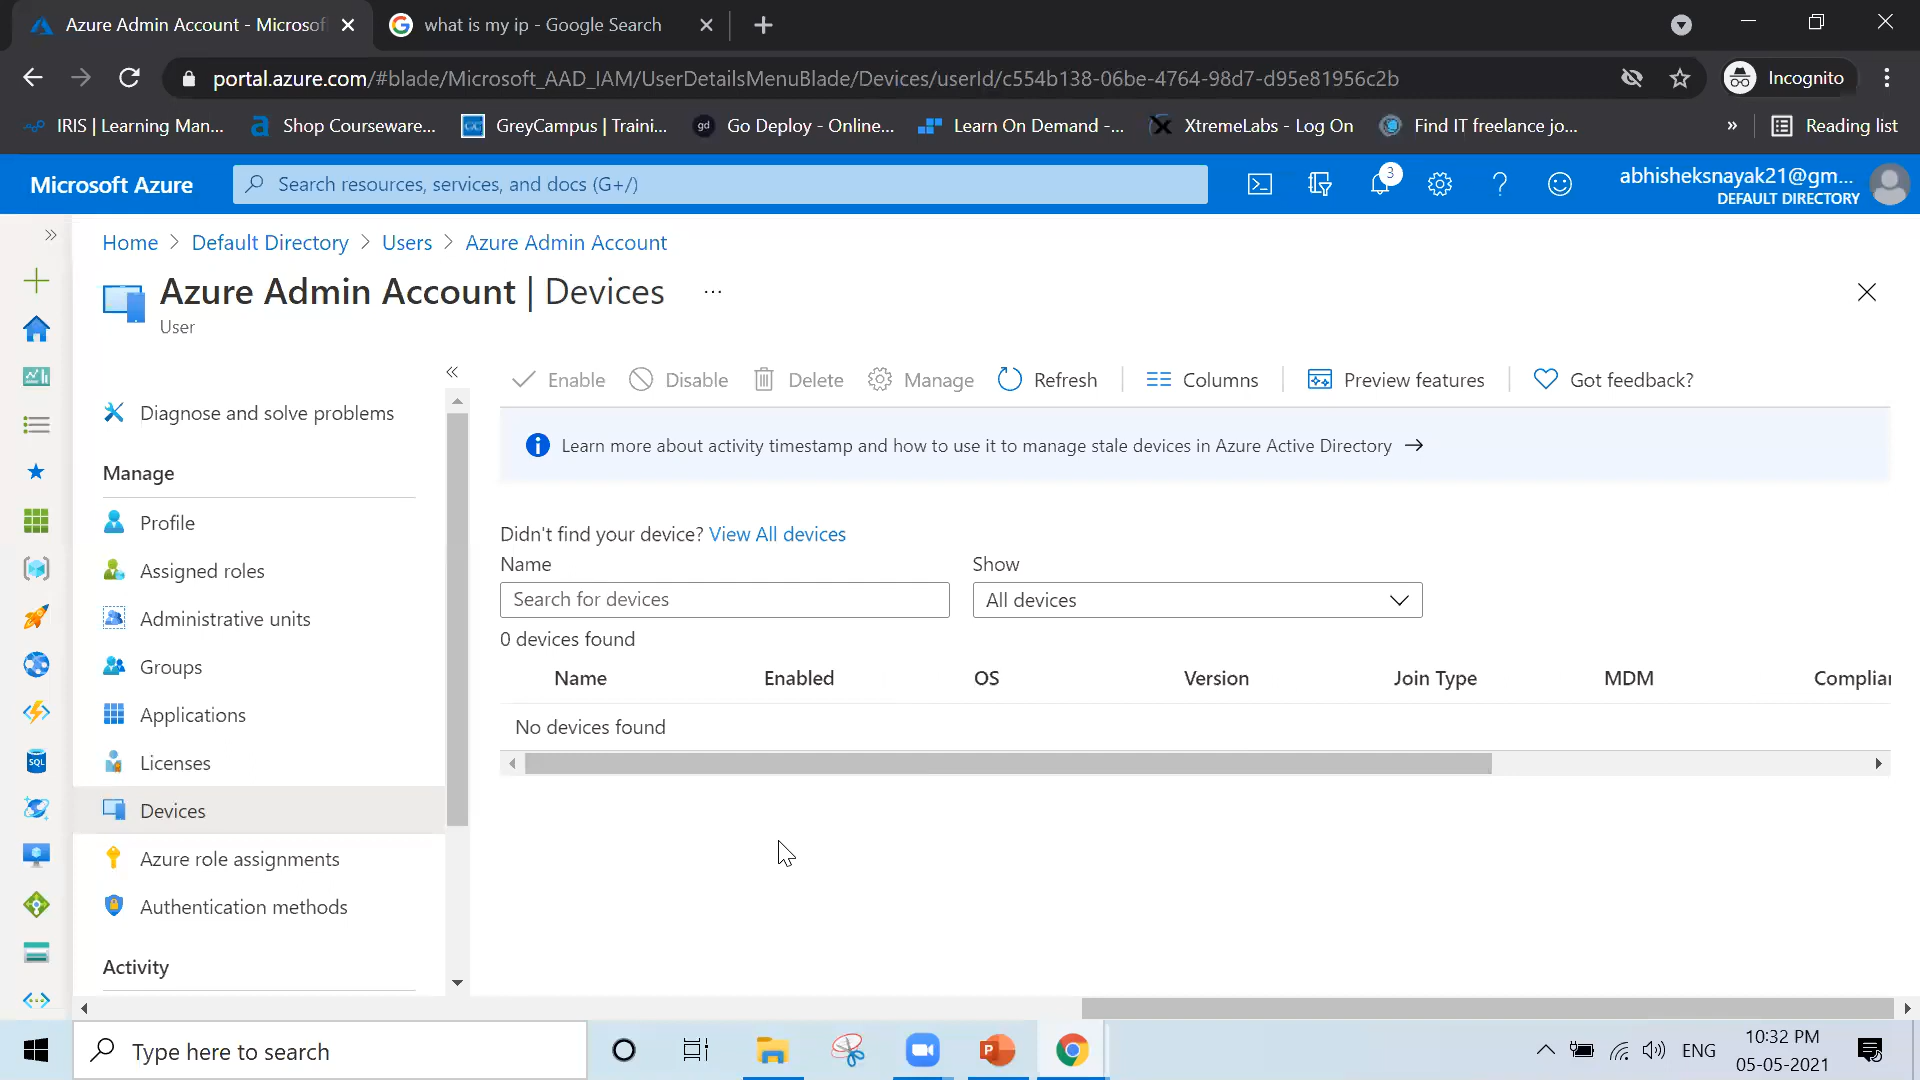 Azure Admin Account - Microsof
what is my ip - Google Search
portal.azure.com/#blade/Microsoft_AAD_IAM/UserDetailsMenuBlade/Devices/userId/c554b138-06be-4764-98d7-d95e81956c2b
Incognito
IRIS | Learning Man...
Shop Courseware...
GreyCampus | Traini...
gd
Go Deploy - Online...
Learn On Demand -...
XtremeLabs - Log On
Find IT freelance jo...
»
Reading list
Microsoft Azure
Search resources, services, and docs (G+/)
3
abhisheksnayak21@gm...
DEFAULT DIRECTORY
Home > Default Directory > Users > Azure Admin Account
Azure Admin Account | Devices ...
User
Diagnose and solve problems
Manage
Profile
Assigned roles
Administrative units
Groups
Applications
Licenses
Devices
Azure role assignments
Authentication methods
Activity
Enable
Disable
Delete
Manage
Refresh
Columns
Preview features
Got feedback?
Learn more about activity timestamp and how to use it to manage stale devices in Azure Active Directory →
Didn't find your device? View All devices
Name
Show
Search for devices
All devices
0 devices found
Name Enabled OS Version Join Type MDM Complian
No devices found
SQL
Type here to search
P
ENG
10:32 PM
05-05-2021